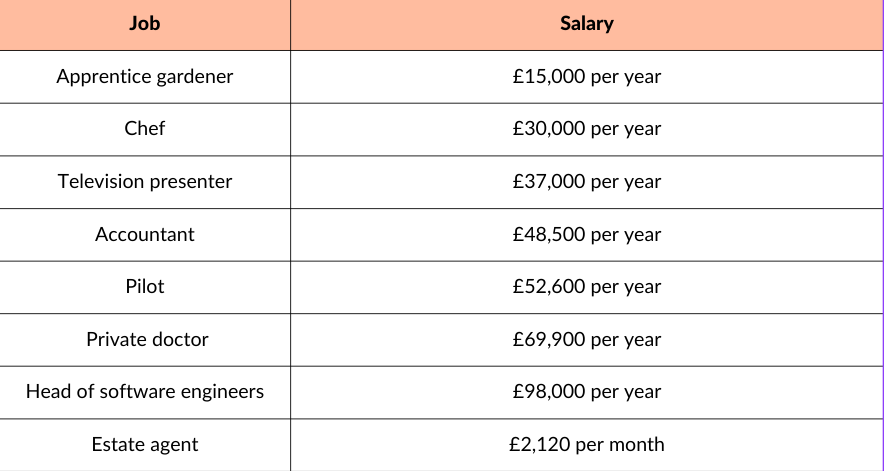 Job Salary
Apprentice gardener £15,000 per year
Chef £30,000 per year
Television presenter £37,000 per year
Accountant £48,500 per year
Pilot £52,600 per year
Private doctor £69,900 per year
Head of software engineers £98,000 per year
Estate agent £2,120 per month